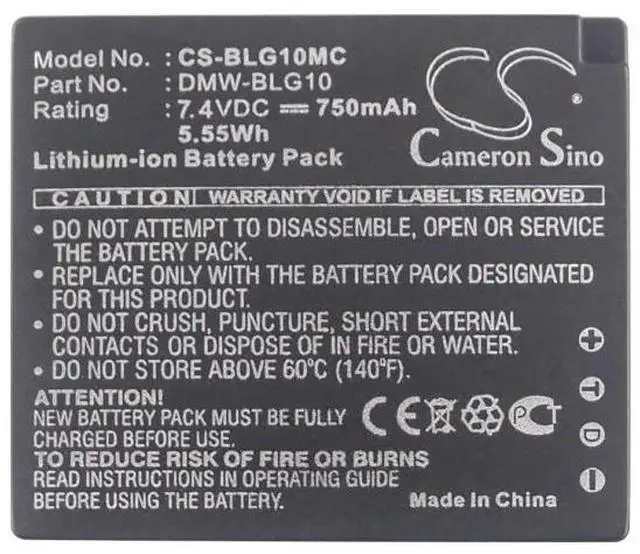 Model No. : CS-BLG10MC
Part No. : DMW-BLG10
Rating : 7.4VDC ⎓ 750mAh
5.55Wh
Lithium-ion Battery Pack
CS
Cameron Sino
CAUTION! WARRANTY VOID IF LABEL IS REMOVED
• DO NOT ATTEMPT TO DISASSEMBLE, OPEN OR SERVICE
THE BATTERY PACK.
• REPLACE ONLY WITH THE BATTERY PACK DESIGNATED
FOR THIS PRODUCT.
• DO NOT CRUSH, PUNCTURE, SHORT EXTERNAL
CONTACTS OR DISPOSE OF IN FIRE OR WATER.
• DO NOT STORE ABOVE 60°C (140°F).
ATTENTION!
NEW BATTERY PACK MUST BE FULLY
CHARGED BEFORE USE.
TO REDUCE RISK OF FIRE OR BURNS
READ INSTRUCTIONS IN OPERATING GUIDE
BEFORE USING THE BATTERY.
CE
PCT
Made in China
+
T
D
−